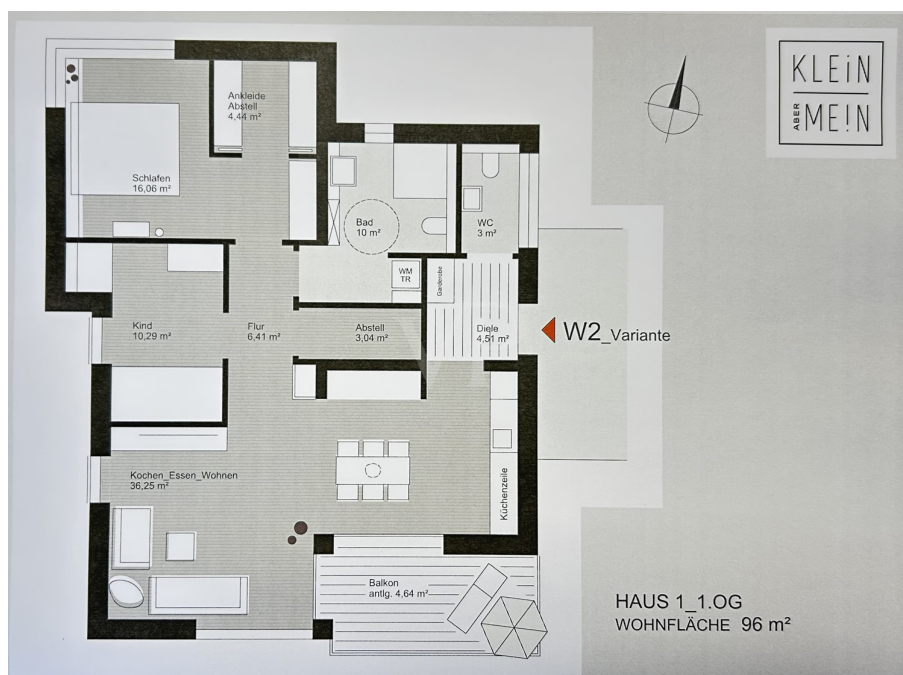 KLEiN
ABER
ME!N
Ankleide
Abstell
4,44 m²
Schlafen
16,06 m²
Bad
10 m²
WC
3 m²
WM
TR
Garderobe
Kind
10,29 m²
Flur
6,41 m²
Abstell
3,04 m²
Diele
4,51 m²
W2_Variante
Kochen_Essen_Wohnen
36,25 m²
Küchenzeile
Balkon
antlg. 4,64 m²
HAUS 1_1.OG
WOHNFLÄCHE 96 m²